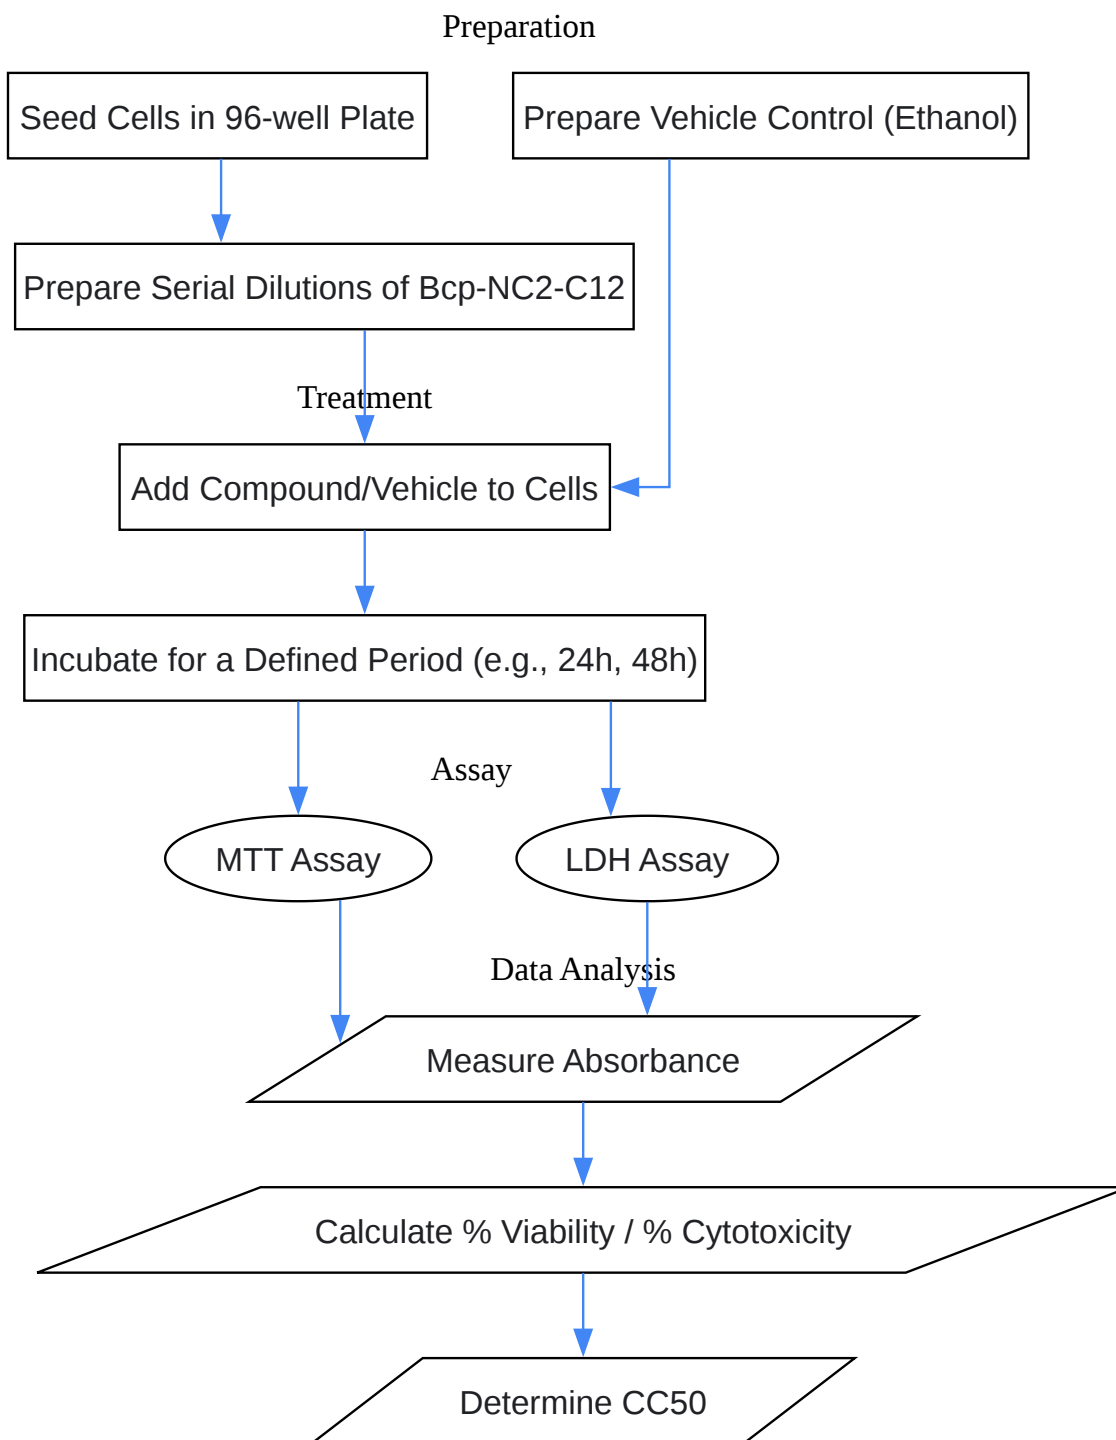 Preparation
Seed Cells in 96-well Plate
Prepare Vehicle Control (Ethanol)
Prepare Serial Dilutions of Bcp-NC2-C12
Treatment
Add Compound/Vehicle to Cells
Incubate for a Defined Period (e.g., 24h, 48h)
Assay
MTT Assay
LDH Assay
Data Analysis
Measure Absorbance
Calculate % Viability / % Cytotoxicity
Determine CC50